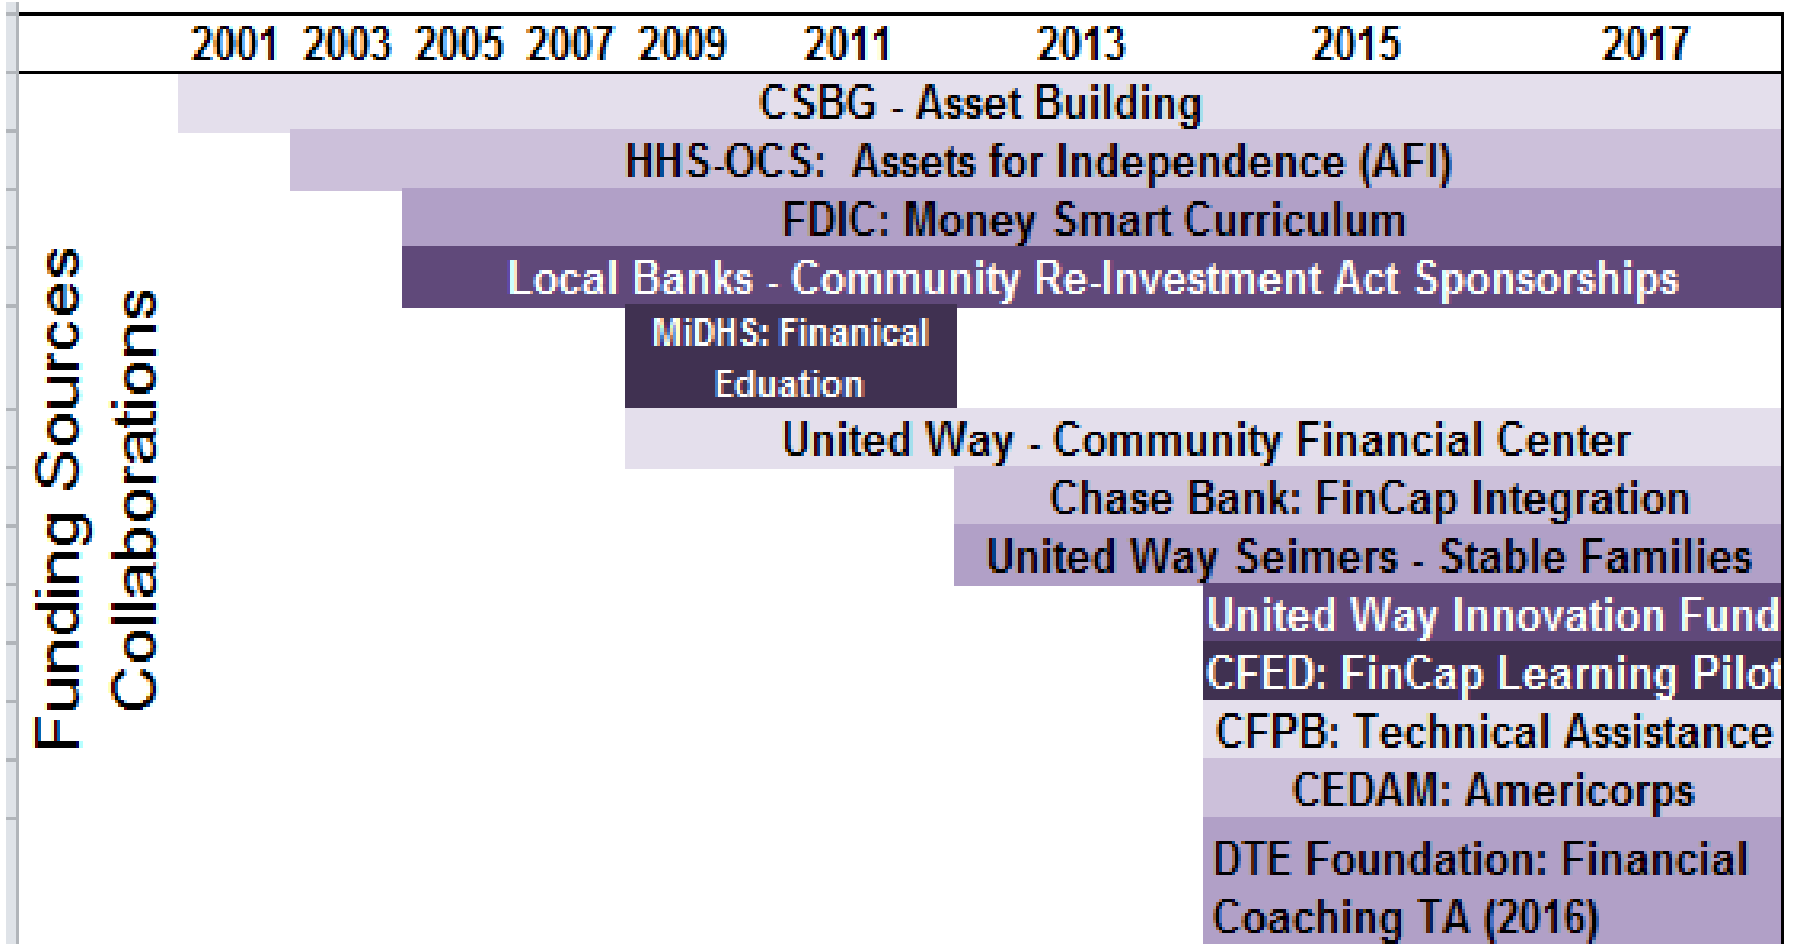 2001 2003 2005 2007 2009 2011 2013 2015 2017
CSBG - Asset Building
HHS-OCS: Assets for Independence (AFI)
FDIC: Money Smart Curriculum
Local Banks - Community Re-Investment Act Sponsorships
MiDHS: Finanical
Eduation
United Way - Community Financial Center
Chase Bank: FinCap Integration
United Way Seimers - Stable Families
United Way Innovation Fund
CFED: FinCap Learning Pilot
CFPB: Technical Assistance
CEDAM: Americorps
DTE Foundation: Financial
Coaching TA (2016)
Funding Sources
Collaborations